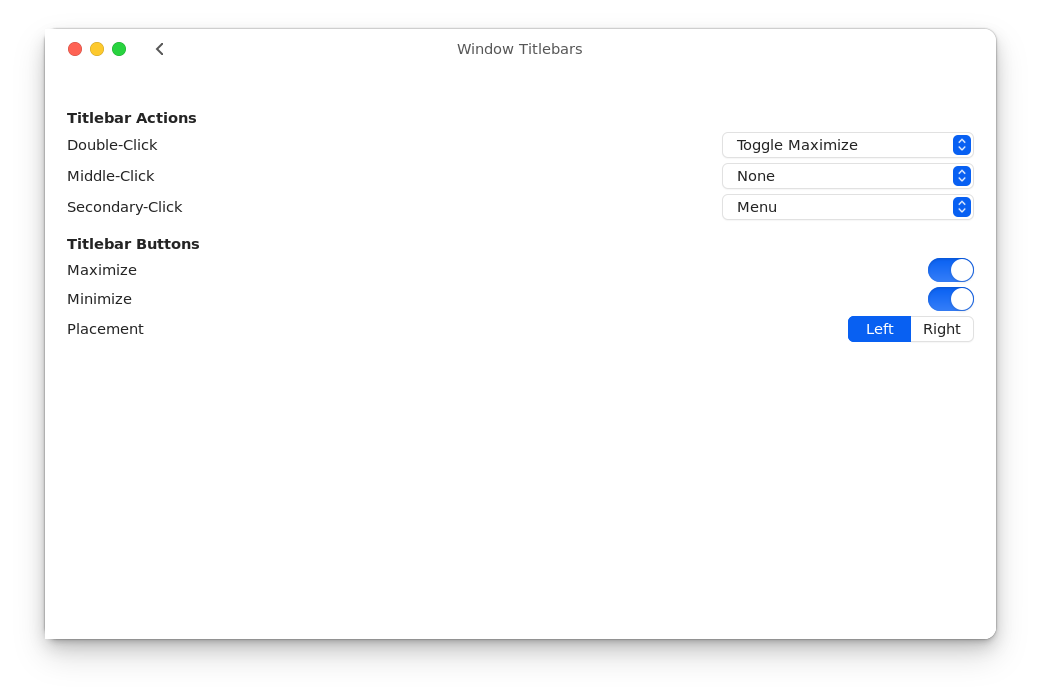 Window Titlebars
Titlebar Actions
Double-Click Toggle Maximize
Middle-Click None
Secondary-Click Menu
Titlebar Buttons
Maximize
Minimize
Placement Left Right